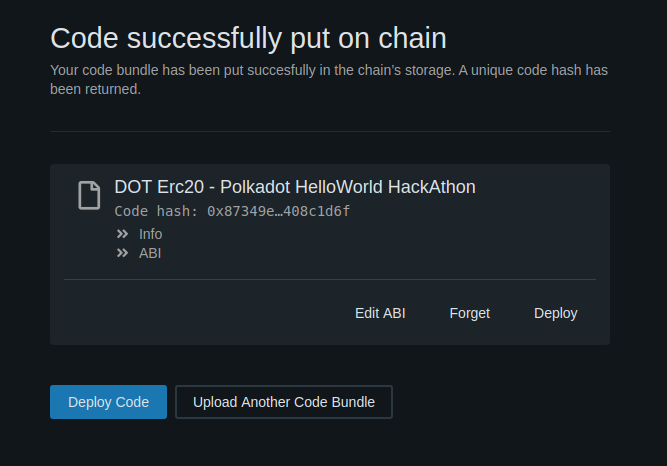 Code successfully put on chain
Your code bundle has been put succesfully in the chain's storage. A unique code hash has
been returned.
DOT Erc20 - Polkadot HelloWorld HackAthon
Code hash: 0x87349e…408c1d6f
Info
ABI
Edit ABI Forget Deploy
Deploy Code Upload Another Code Bundle